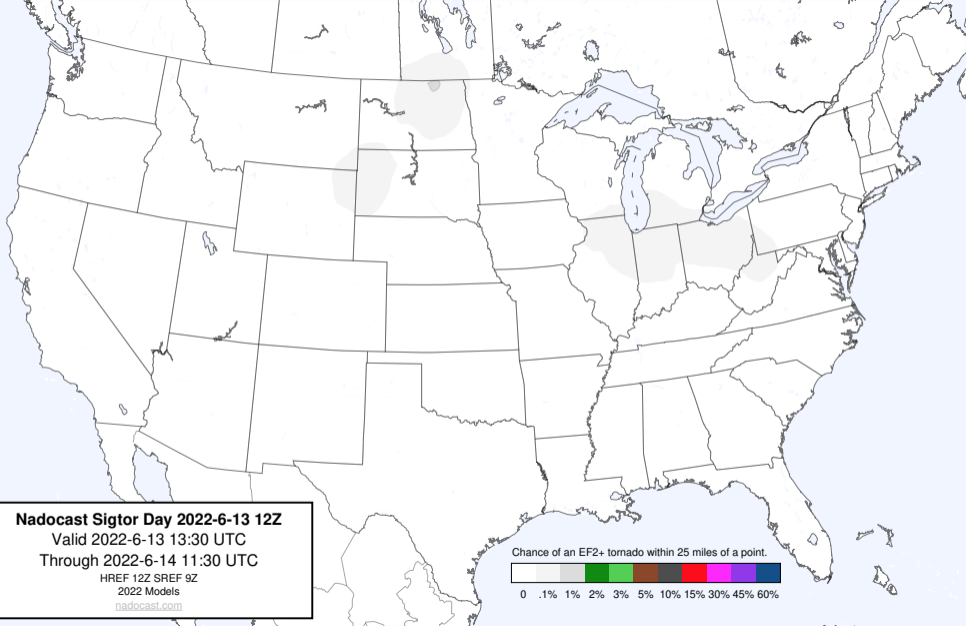 Nadocast Sigtor Day 2022-6-13 12Z
Valid 2022-6-13 13:30 UTC
Through 2022-6-14 11:30 UTC
HREF 12Z SREF 9Z
2022 Models
nadocast.com
Chance of an EF2+ tornado within 25 miles of a point.
0 .1% 1% 2% 3% 5% 10% 15% 30% 45% 60%